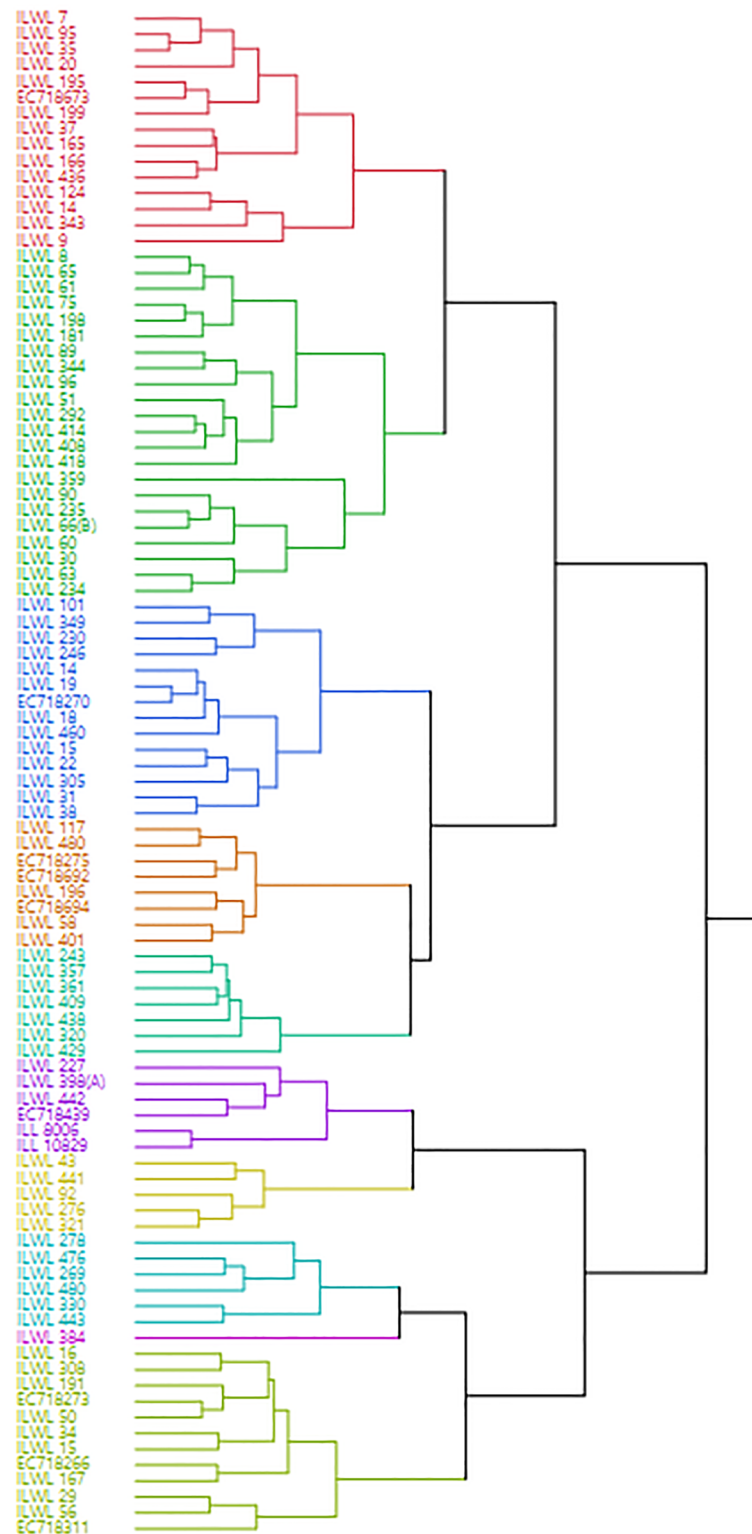 ILWL 7
ILWL 95
ILWL 35
ILWL 20
ILWL 195
EC718673
ILWL 199
ILWL 37
ILWL 165
ILWL 166
ILWL 436
ILWL 124
ILWL 14
ILWL 343
ILWL 9
ILWL 8
ILWL 65
ILWL 61
ILWL 75
ILWL 198
ILWL 181
ILWL 89
ILWL 344
ILWL 96
ILWL 51
ILWL 292
ILWL 414
ILWL 408
ILWL 418
ILWL 359
ILWL 90
ILWL 235
ILWL 66(B)
ILWL 60
ILWL 30
ILWL 63
ILWL 234
ILWL 101
ILWL 349
ILWL 230
ILWL 246
ILWL 14
ILWL 19
EC718270
ILWL 18
ILWL 460
ILWL 15
ILWL 22
ILWL 305
ILWL 31
ILWL 38
ILWL 117
ILWL 480
EC718275
EC718692
ILWL 196
EC718694
ILWL 58
ILWL 401
ILWL 243
ILWL 357
ILWL 361
ILWL 409
ILWL 438
ILWL 320
ILWL 429
ILWL 227
ILWL 398(A)
ILWL 442
EC718439
ILL 8006
ILL 10829
ILWL 43
ILWL 441
ILWL 92
ILWL 276
ILWL 321
ILWL 278
ILWL 476
ILWL 269
ILWL 480
ILWL 330
ILWL 443
ILWL 384
ILWL 16
ILWL 308
ILWL 191
EC718273
ILWL 50
ILWL 34
ILWL 15
EC718266
ILWL 167
ILWL 29
ILWL 56
EC718311